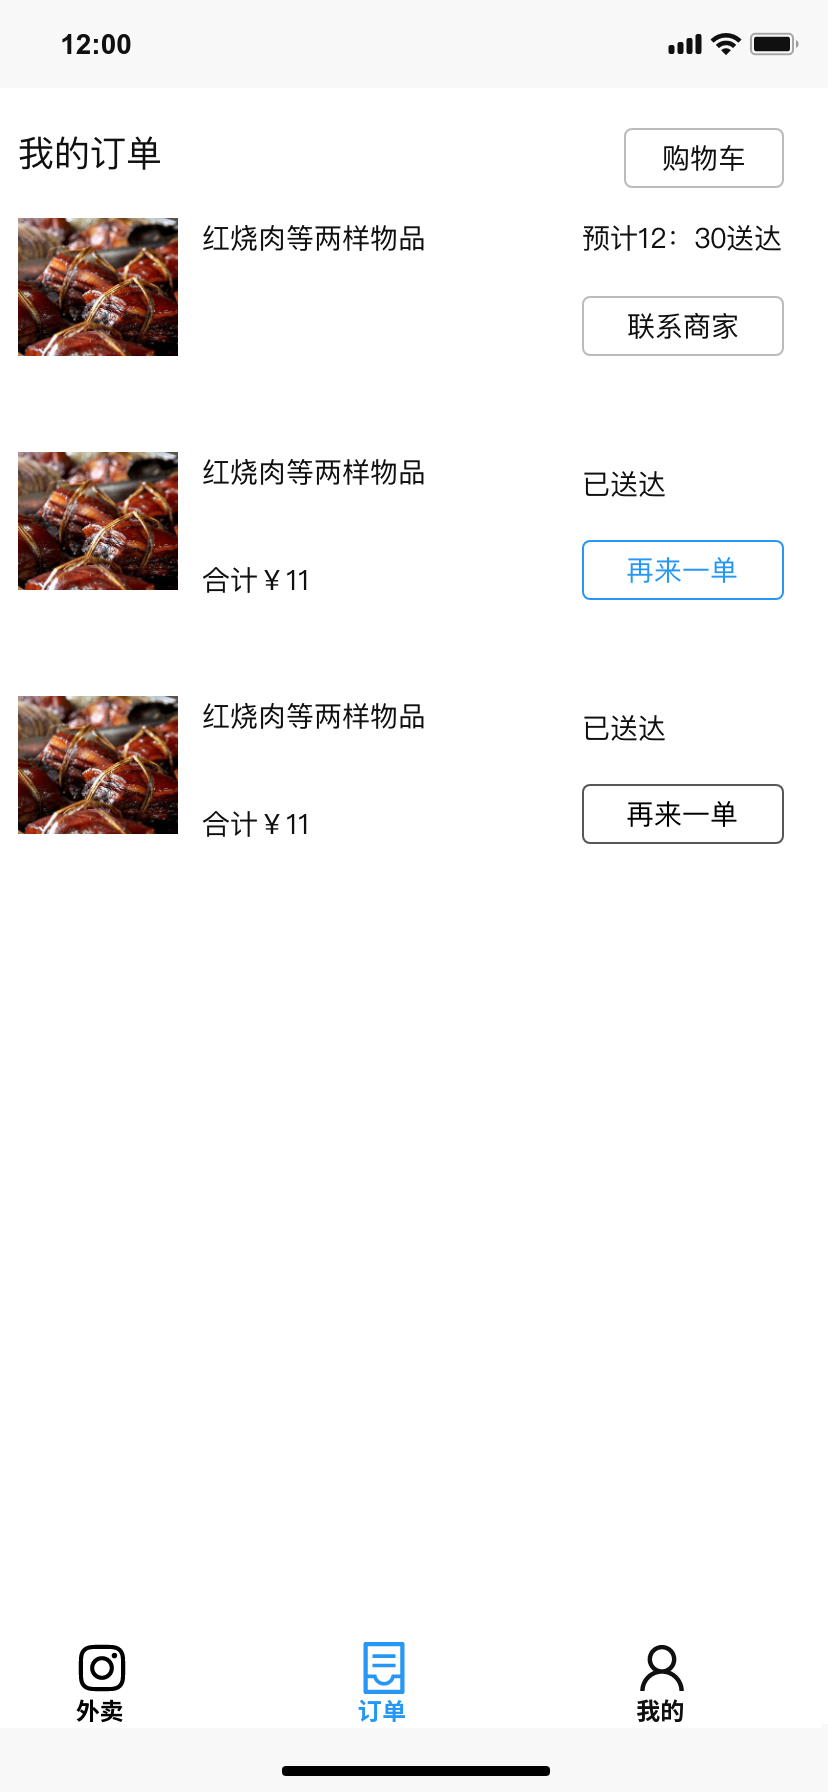 12:00
我的订单
购物车
红烧肉等两样物品
预计12：30送达
联系商家
红烧肉等两样物品
已送达
合计￥11
再来一单
红烧肉等两样物品
已送达
合计￥11
再来一单
外卖
订单
我的